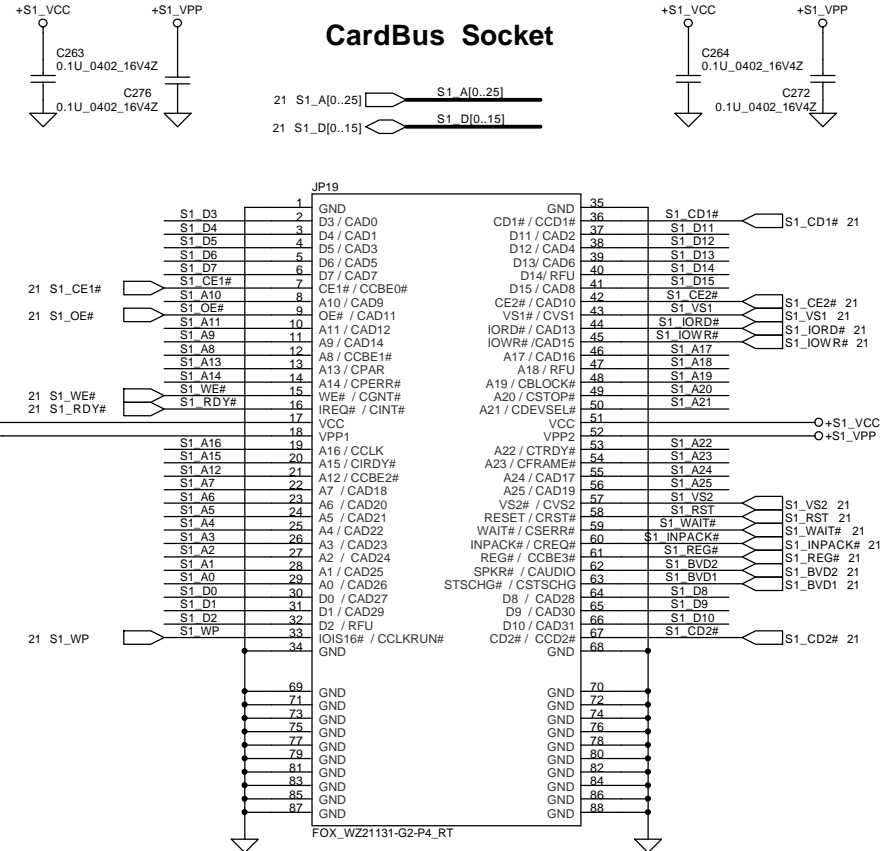 +S1_VCC +S1_VPP +S1_VCC +S1_VPP
CardBus Socket
C263
0.1U_0402_16V4Z
C276
0.1U_0402_16V4Z
C264
0.1U_0402_16V4Z
C272
0.1U_0402_16V4Z
21 S1_A[0..25] S1_A[0..25]
21 S1_D[0..15] S1_D[0..15]
JP19
1 GND GND 35
S1_D3 2 D3 / CAD0 CD1# / CCD1# 36 S1_CD1# S1_CD1# 21
S1_D4 3 D4 / CAD1 D11 / CAD2 37 S1_D11
S1_D5 4 D5 / CAD3 D12 / CAD4 38 S1_D12
S1_D6 5 D6 / CAD5 D13/ CAD6 39 S1_D13
S1_D7 6 D7 / CAD7 D14/ RFU 40 S1_D14
21 S1_CE1# S1_CE1# 7 CE1# / CCBE0# D15 / CAD8 41 S1_D15
S1_A10 8 A10 / CAD9 CE2# / CAD10 42 S1_CE2# S1_CE2# 21
21 S1_OE# S1_OE# 9 OE# / CAD11 VS1# / CVS1 43 S1_VS1 S1_VS1 21
S1_A11 10 A11 / CAD12 IORD# / CAD13 44 S1_IORD# S1_IORD# 21
S1_A9 11 A9 / CAD14 IOWR# /CAD15 45 S1_IOWR# S1_IOWR# 21
S1_A8 12 A8 / CCBE1# A17 / CAD16 46 S1_A17
S1_A13 13 A13 / CPAR A18 / RFU 47 S1_A18
S1_A14 14 A14 / CPERR# A19 / CBLOCK# 48 S1_A19
21 S1_WE# S1_WE# 15 WE# / CGNT# A20 / CSTOP# 49 S1_A20
21 S1_RDY# S1_RDY# 16 IREQ# / CINT# A21 / CDEVSEL# 50 S1_A21
17 VCC VCC 51 +S1_VCC
18 VPP1 VPP2 52 +S1_VPP
S1_A16 19 A16 / CCLK A22 / CTRDY# 53 S1_A22
S1_A15 20 A15 / CIRDY# A23 / CFRAME# 54 S1_A23
S1_A12 21 A12 / CCBE2# A24 / CAD17 55 S1_A24
S1_A7 22 A7 / CAD18 A25 / CAD19 56 S1_A25
S1_A6 23 A6 / CAD20 VS2# / CVS2 57 S1_VS2 S1_VS2 21
S1_A5 24 A5 / CAD21 RESET / CRST# 58 S1_RST S1_RST 21
S1_A4 25 A4 / CAD22 WAIT# / CSERR# 59 S1_WAIT# S1_WAIT# 21
S1_A3 26 A3 / CAD23 INPACK# / CREQ# 60 S1_INPACK# S1_INPACK# 21
S1_A2 27 A2 / CAD24 REG# / CCBE3# 61 S1_REG# S1_REG# 21
S1_A1 28 A1 / CAD25 SPKR# / CAUDIO 62 S1_BVD2 S1_BVD2 21
S1_A0 29 A0 / CAD26 STSCHG# / CSTSCHG 63 S1_BVD1 S1_BVD1 21
S1_D0 30 D0 / CAD27 D8 / CAD28 64 S1_D8
S1_D1 31 D1 / CAD29 D9 / CAD30 65 S1_D9
S1_D2 32 D2 / RFU D10 / CAD31 66 S1_D10
21 S1_WP S1_WP 33 IOIS16# / CCLKRUN# CD2# / CCD2# 67 S1_CD2# S1_CD2# 21
34 GND GND 68
69 GND GND 70
71 GND GND 72
73 GND GND 74
75 GND GND 76
77 GND GND 78
79 GND GND 80
81 GND GND 82
83 GND GND 84
85 GND GND 86
87 GND GND 88
FOX_WZ21131-G2-P4_RT